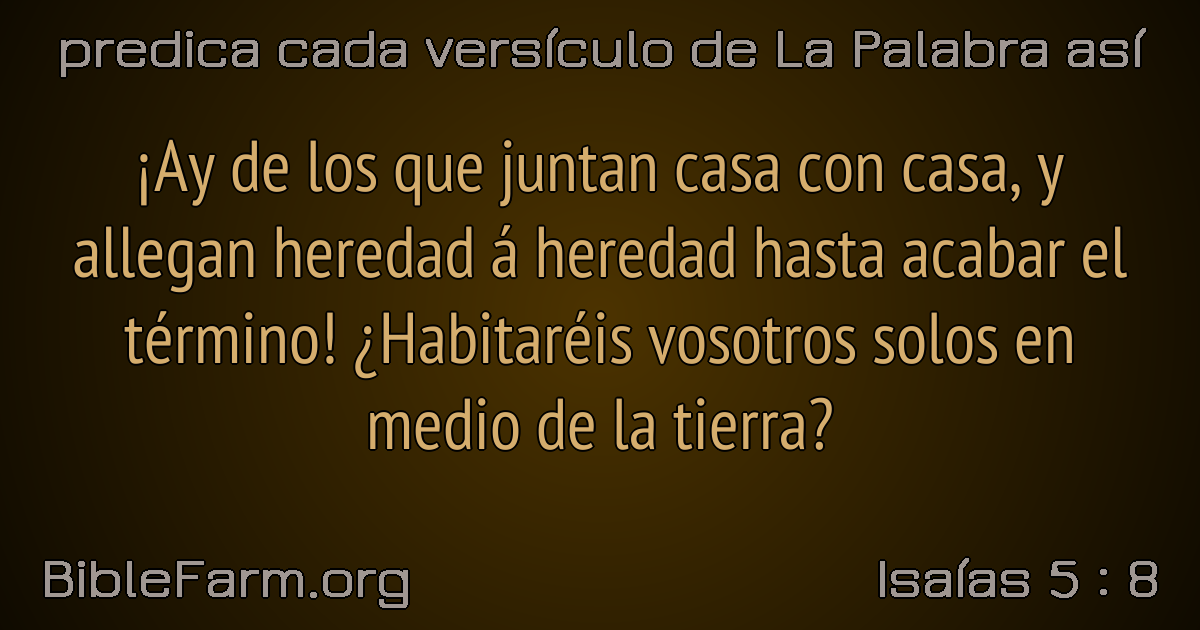 predica cada versículo de La Palabra así
¡Ay de los que juntan casa con casa, y
allegan heredad á heredad hasta acabar el
término! ¿Habitaréis vosotros solos en
medio de la tierra?
BibleFarm.org
Isaías 5 : 8